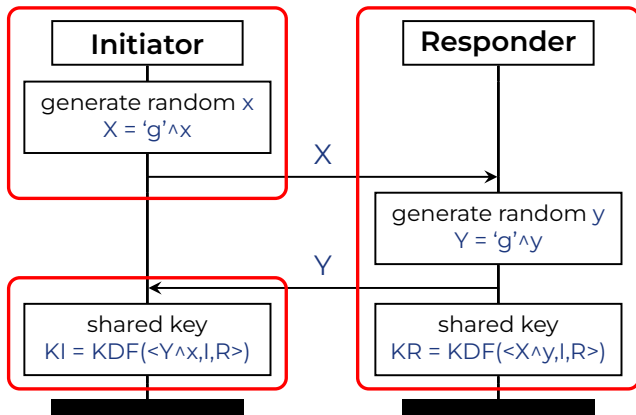 Initiator
Responder
generate random x
X = ‘g’^x
X
generate random y
Y = ‘g’^y
Y
shared key
KI = KDF(<Y^x,I,R>)
shared key
KR = KDF(<X^y,I,R>)